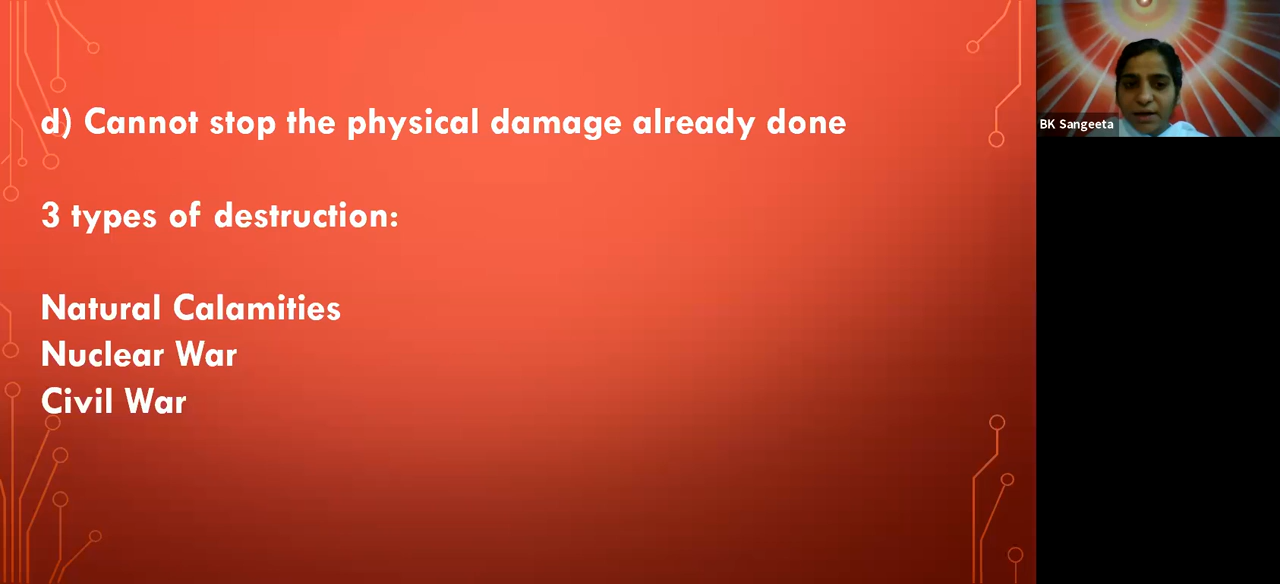 d) Cannot stop the physical damage already done
3 types of destruction:
Natural Calamities
Nuclear War
Civil War
BK Sangeeta